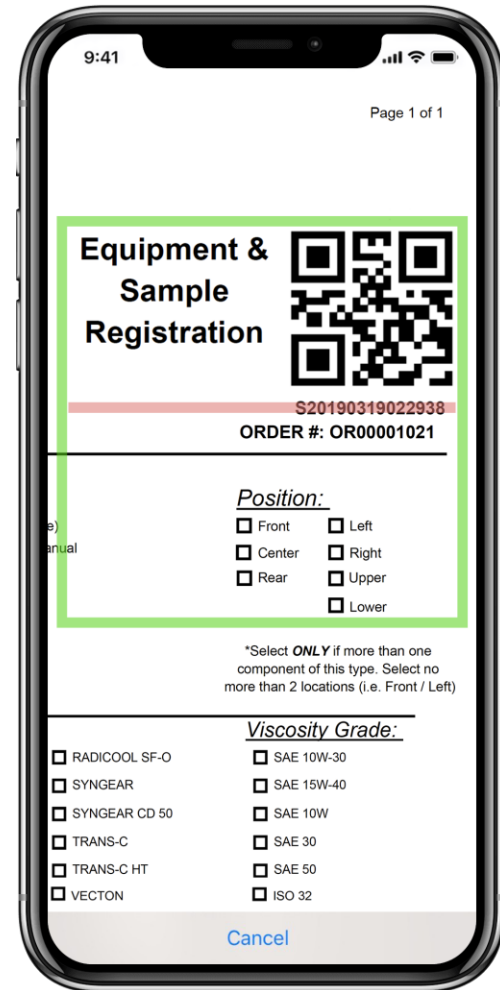 9:41
Page 1 of 1
Equipment &
Sample
Registration
S20190319022938
ORDER #: OR00001021
Position:
e)
anual
Front
Left
Center
Right
Rear
Upper
Lower
*Select ONLY if more than one
component of this type. Select no
more than 2 locations (i.e. Front / Left)
Viscosity Grade:
RADICOOL SF-O
SAE 10W-30
SYNGEAR
SAE 15W-40
SYNGEAR CD 50
SAE 10W
TRANS-C
SAE 30
TRANS-C HT
SAE 50
VECTON
ISO 32
Cancel